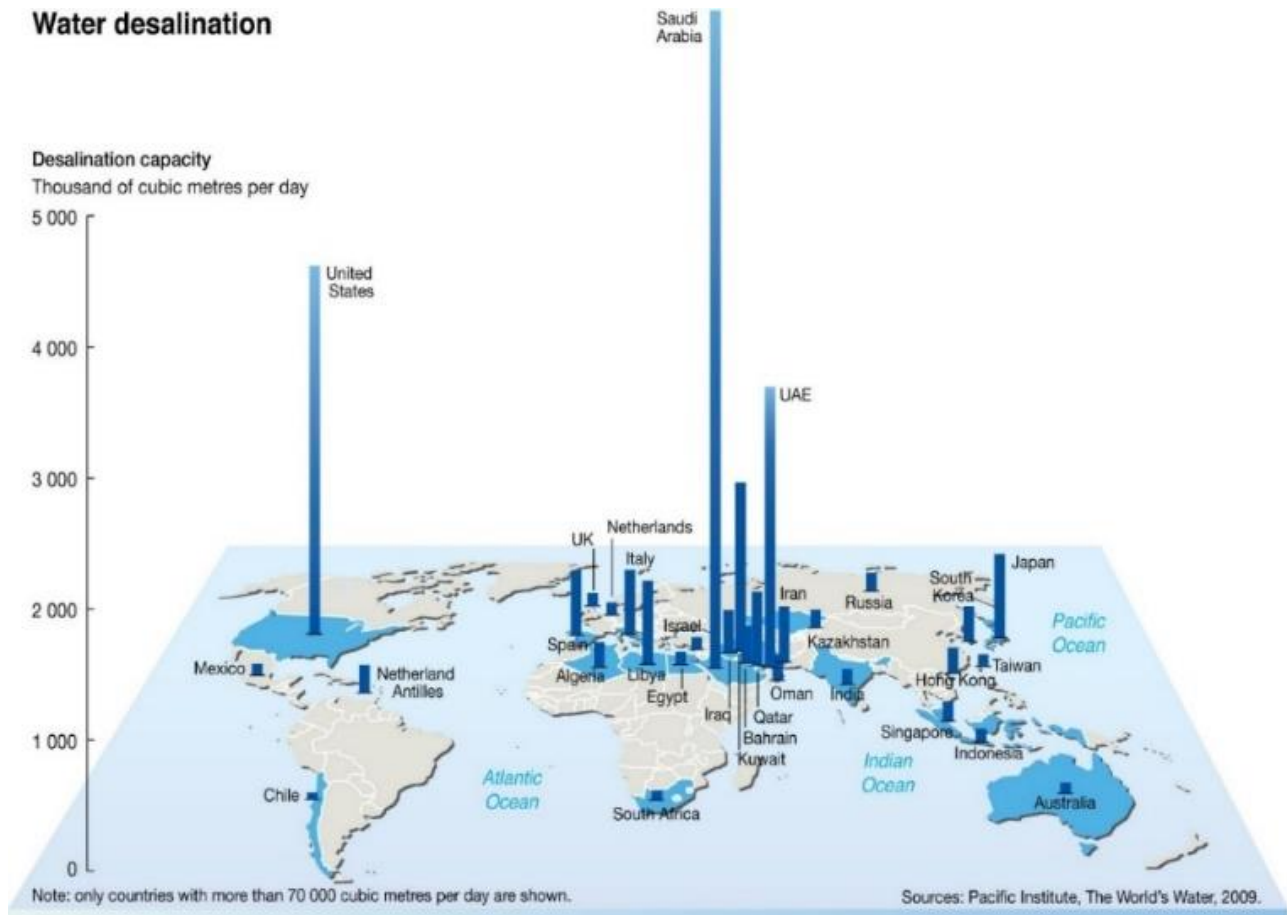 Water desalination
Saudi
Arabia
Desalination capacity
Thousand of cubic metres per day
5 000
United
States
4 000
UAE
3 000
Netherlands
UK
Italy
Japan
2 000
Israel
Iran
Russia
South
Korea
Pacific
Ocean
Spain
Kazakhstan
Mexico
Netherland
Antilles
Algeria
Libya
Egypt
Oman
India
Hong Kong
Taiwan
Iraq
Qatar
Bahrain
Kuwait
Singapore
Indonesia
1 000
Indian
Ocean
Atlantic
Ocean
Chile
South Africa
Australia
0
Note: only countries with more than 70 000 cubic metres per day are shown.
Sources: Pacific Institute, The World's Water, 2009.